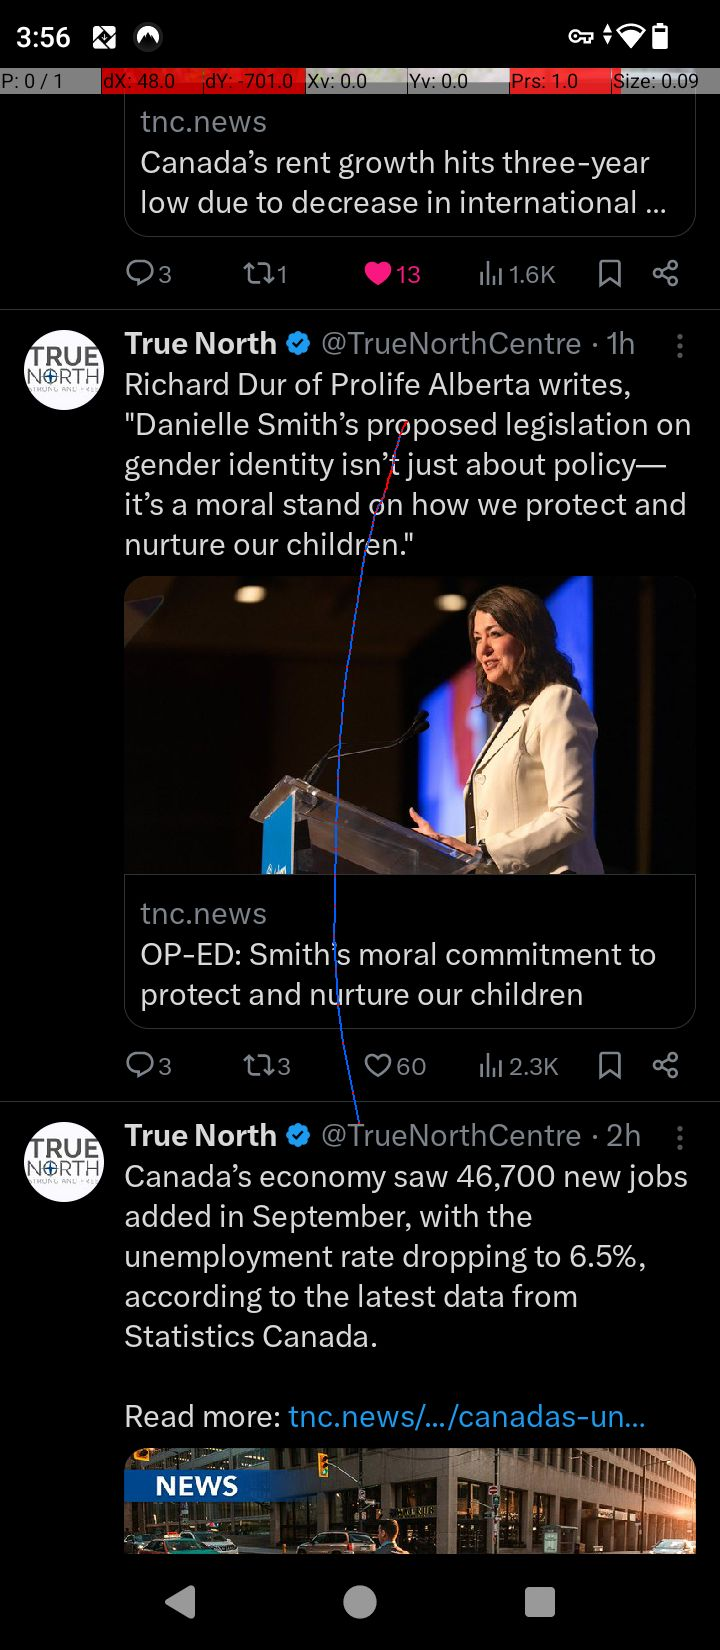 3:56
P: 0 / 1 dX: 48.0 dY: -701.0 Xv: 0.0 Yv: 0.0 Prs: 1.0 Size: 0.09
tnc.news
Canada's rent growth hits three-year
low due to decrease in international ...
3 1 13 1.6K
True North @TrueNorthCentre · 1h
TRUE
NORTH
STRONG AND FREE
Richard Dur of Prolife Alberta writes,
"Danielle Smith's proposed legislation on
gender identity isn't just about policy—
it's a moral stand on how we protect and
nurture our children."
tnc.news
OP-ED: Smith's moral commitment to
protect and nurture our children
3 3 60 2.3K
True North @TrueNorthCentre · 2h
TRUE
NORTH
STRONG AND FREE
Canada's economy saw 46,700 new jobs
added in September, with the
unemployment rate dropping to 6.5%,
according to the latest data from
Statistics Canada.
Read more: tnc.news/.../canadas-un...
NEWS